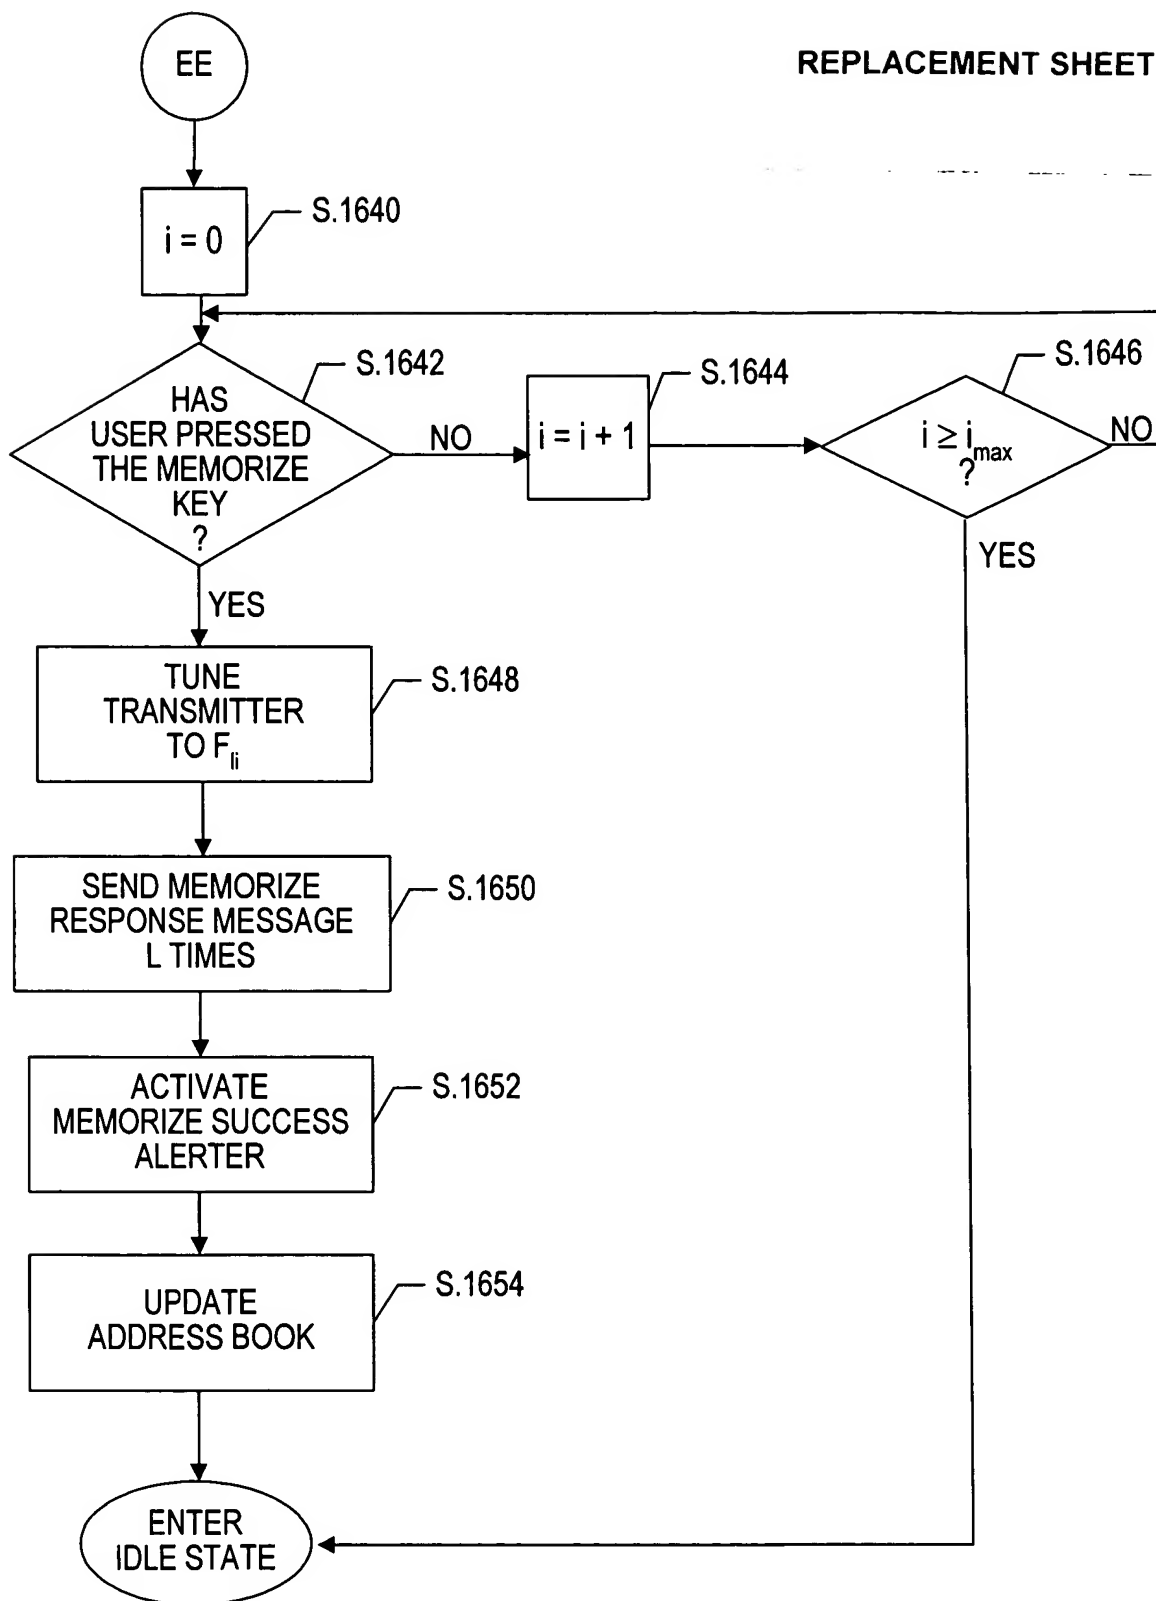 EE
REPLACEMENT SHEET
i = 0
S.1640
HAS
USER PRESSED
THE MEMORIZE
KEY
?
S.1642
NO
i = i + 1
S.1644
i ≥ i_max
?
S.1646
NO
YES
YES
TUNE
TRANSMITTER
TO F_li
S.1648
SEND MEMORIZE
RESPONSE MESSAGE
L TIMES
S.1650
ACTIVATE
MEMORIZE SUCCESS
ALERTER
S.1652
UPDATE
ADDRESS BOOK
S.1654
ENTER
IDLE STATE